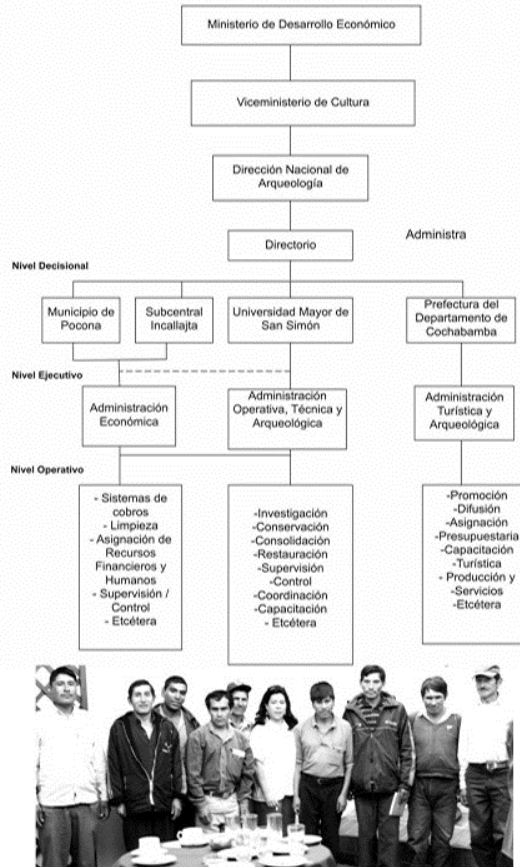 Ministerio de Desarrollo Económico
Viceministerio de Cultura
Dirección Nacional de
Arqueología
Directorio
Administra
Nivel Decisional
Municipio de
Pocona
Subcentral
Incallajta
Universidad Mayor de
San Simón
Prefectura del
Departamento de
Cochabamba
Nivel Ejecutivo
Administración
Económica
Administración
Operativa, Técnica y
Arqueológica
Administración
Turística y
Arqueológica
Nivel Operativo
- Sistemas de
cobros
- Limpieza
- Asignación de
Recursos
Financieros y
Humanos
- Supervisión /
Control
- Etcétera
-Investigación
-Conservación
-Consolidación
-Restauración
-Supervisión
-Control
-Coordinación
-Capacitación
- Etcétera
-Promoción
-Difusión
-Asignación
-Presupuestaria
-Capacitación
-Turística
- Producción y
-Servicios
-Etcétera